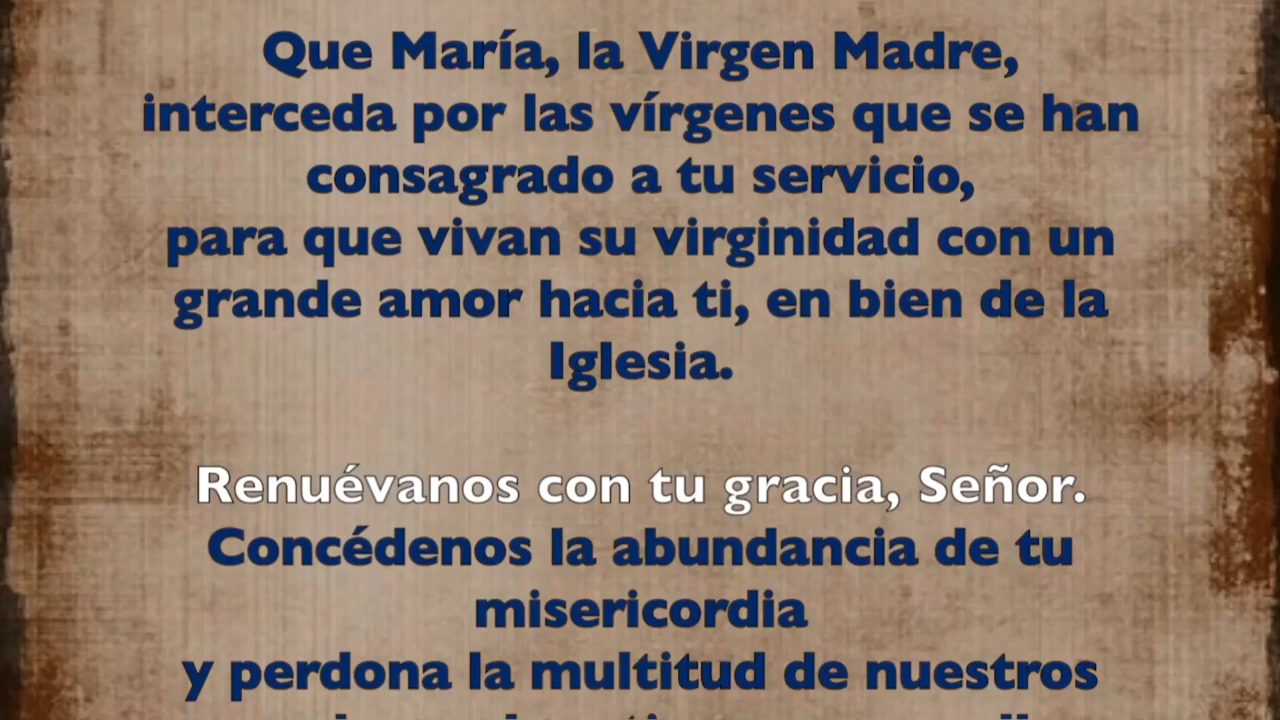 Que María, la Virgen Madre,
interceda por las vírgenes que se han
consagrado a tu servicio,
para que vivan su virginidad con un
grande amor hacia ti, en bien de la
Iglesia.
Renuévanos con tu gracia, Señor.
Concédenos la abundancia de tu
misericordia
y perdona la multitud de nuestros